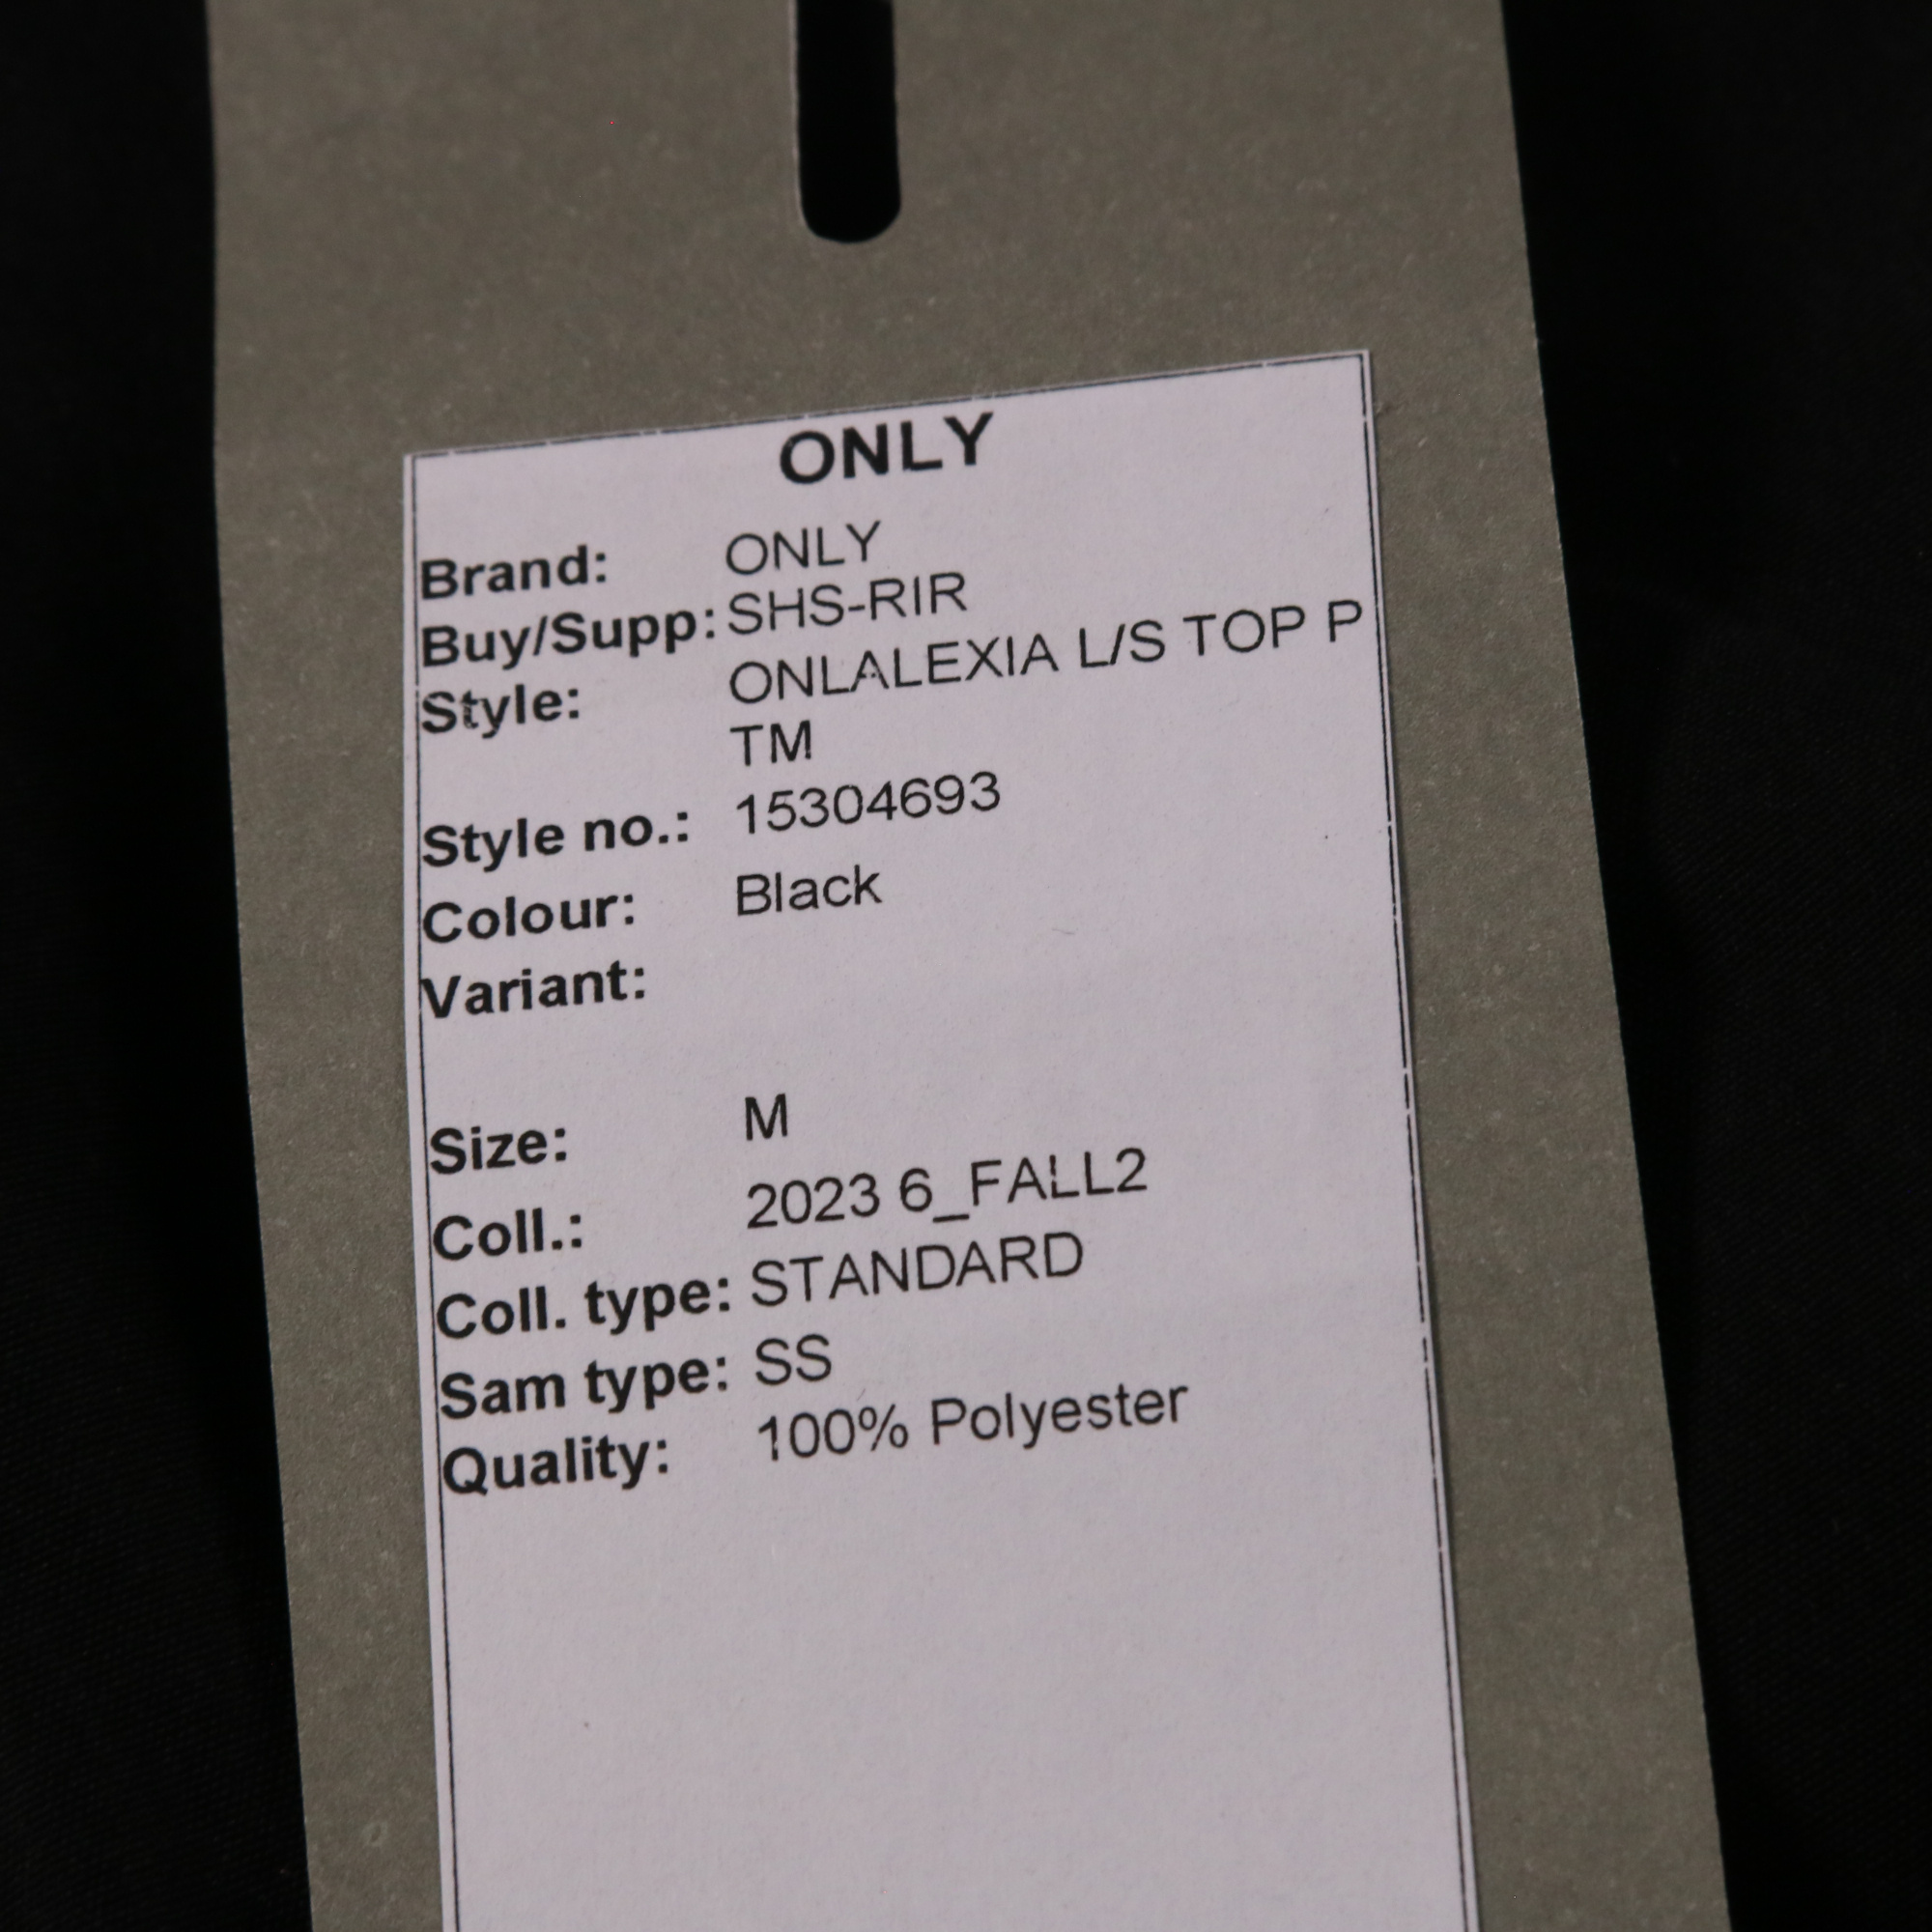 ONLY
Brand: ONLY
Buy/Supp: SHS-RIR
Style: ONLALEXIA L/S TOP P
TM
Style no.: 15304693
Colour: Black
Variant:
Size: M
Coll.: 2023 6_FALL2
Coll. type: STANDARD
Sam type: SS
Quality: 100% Polyester